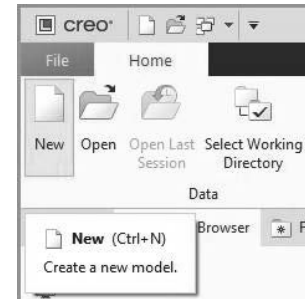 creo
File Home
New Open Open Last Session Select Working Directory
Data
Browser F
New (Ctrl+N)
Create a new model.